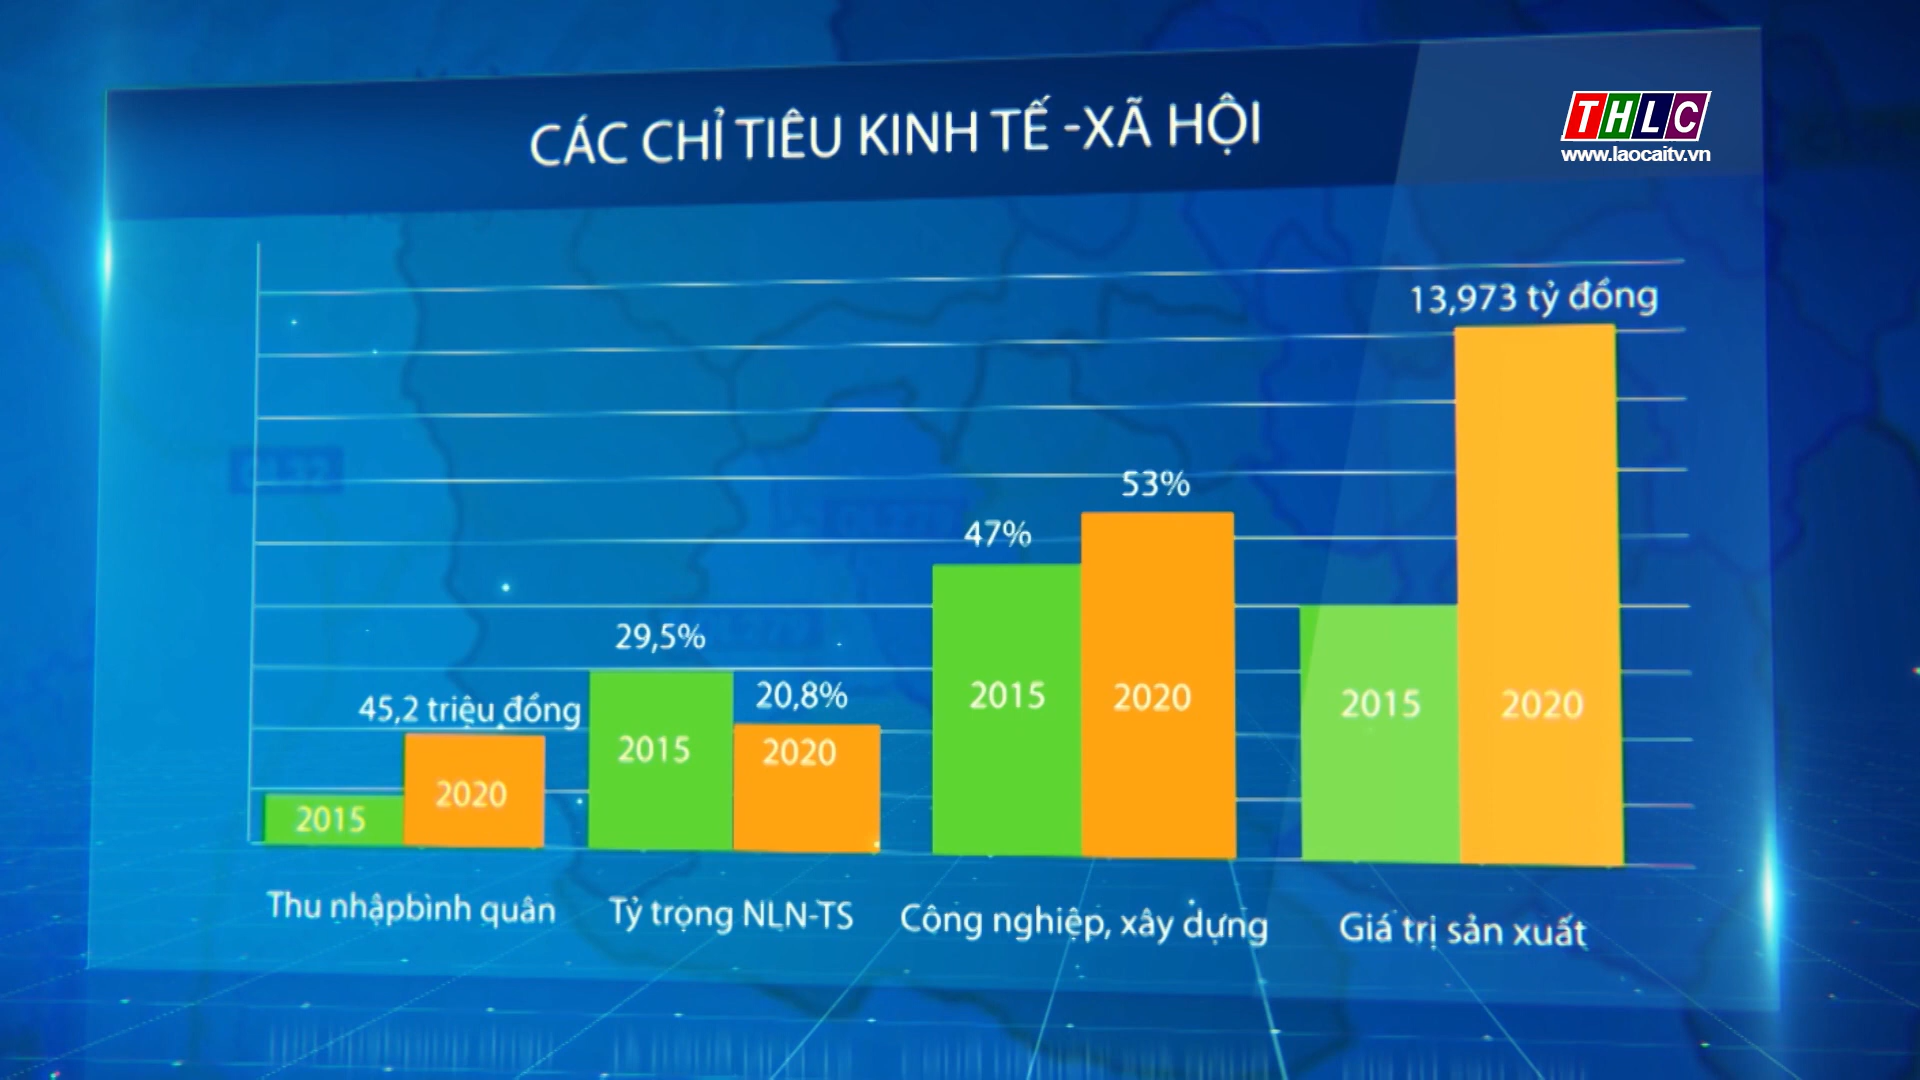 CÁC CHỈ TIÊU KINH TẾ -XÃ HỘI
THLC
www.laocaitv.vn
13,973 tỷ đồng
53%
47%
29,5%
20,8%
45,2 triệu đồng
2015
2020
2015
2020
2015
2020
2015
2020
Thu nhậpbình quân
Tỷ trọng NLN-TS
Công nghiệp, xây dựng
Giá trị sản xuất